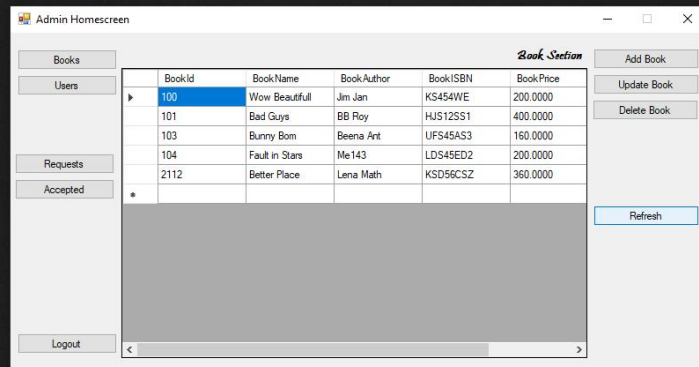 Admin Homescreen
Books
Users
Requests
Accepted
Logout
Book Section
BookId BookName BookAuthor BookISBN BookPrice
100 Wow Beautifull Jim Jan KS454WE 200.0000
101 Bad Guys BB Roy HJS12SS1 400.0000
103 Bunny Bom Beena Ant UFS45AS3 160.0000
104 Fault in Stars Me143 LDS45ED2 200.0000
2112 Better Place Lena Math KSD56CSZ 360.0000
Add Book
Update Book
Delete Book
Refresh